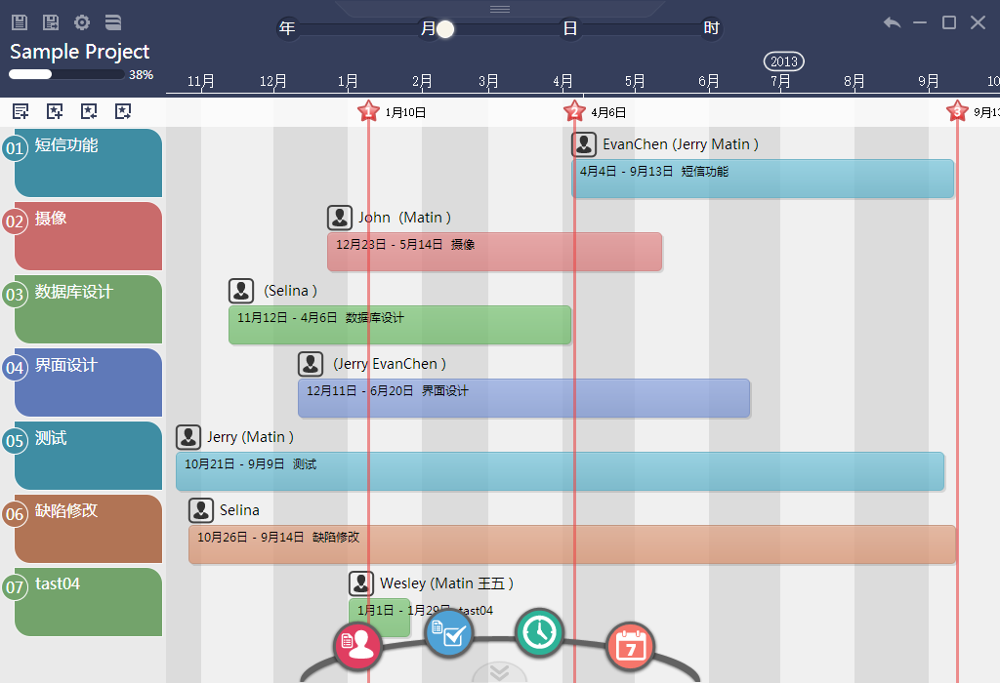 年 月 日 时
Sample Project
38%
2013
11月 12月 1月 2月 3月 4月 5月 6月 7月 8月 9月 10
1 1月10日 2 4月6日 3 9月13
01 短信功能
EvanChen (Jerry Matin )
4月4日 - 9月13日 短信功能
02 摄像
John (Matin )
12月23日 - 5月14日 摄像
03 数据库设计
(Selina )
11月12日 - 4月6日 数据库设计
04 界面设计
(Jerry EvanChen )
12月11日 - 6月20日 界面设计
05 测试
Jerry (Matin )
10月21日 - 9月9日 测试
06 缺陷修改
Selina
10月26日 - 9月14日 缺陷修改
07 tast04
Wesley (Matin 王五 )
1月1日 - 1月29日 tast04
7